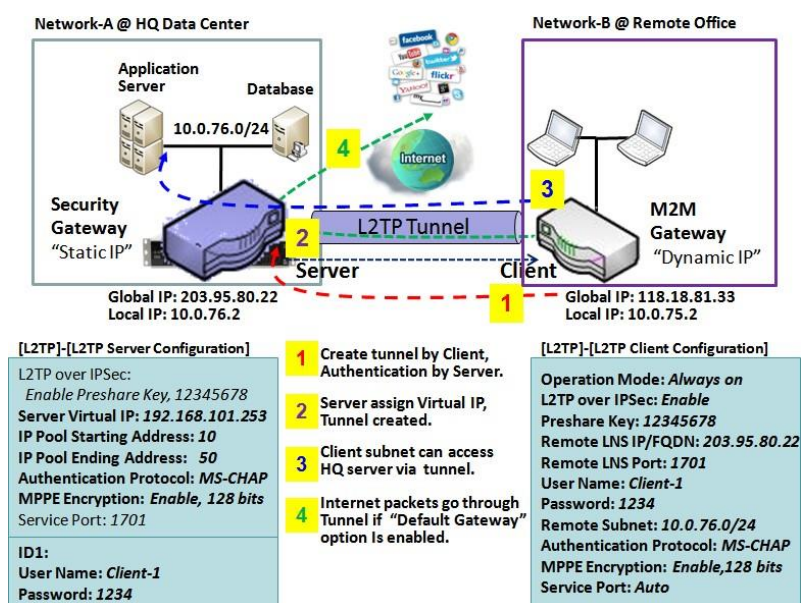 Network-A @ HQ Data Center
Network-B @ Remote Office
Application
Server
Database
10.0.76.0/24
facebook
YouTube
twitter
Google+
flickr
YAHOO!
Internet
4
3
Security
Gateway
“Static IP”
2
L2TP Tunnel
M2M
Gateway
“Dynamic IP”
Server
Client
1
Global IP: 203.95.80.22
Local IP: 10.0.76.2
Global IP: 118.18.81.33
Local IP: 10.0.75.2
[L2TP]-[L2TP Server Configuration]
L2TP over IPSec:
Enable Preshare Key, 12345678
Server Virtual IP: 192.168.101.253
IP Pool Starting Address: 10
IP Pool Ending Address: 50
Authentication Protocol: MS-CHAP
MPPE Encryption: Enable, 128 bits
Service Port: 1701
ID1:
User Name: Client-1
Password: 1234
1 Create tunnel by Client,
Authentication by Server.
2 Server assign Virtual IP,
Tunnel created.
3 Client subnet can access
HQ server via tunnel.
4 Internet packets go through
Tunnel if “Default Gateway”
option Is enabled.
[L2TP]-[L2TP Client Configuration]
Operation Mode: Always on
L2TP over IPSec: Enable
Preshare Key: 12345678
Remote LNS IP/FQDN: 203.95.80.22
Remote LNS Port: 1701
User Name: Client-1
Password: 1234
Remote Subnet: 10.0.76.0/24
Authentication Protocol: MS-CHAP
MPPE Encryption: Enable,128 bits
Service Port: Auto